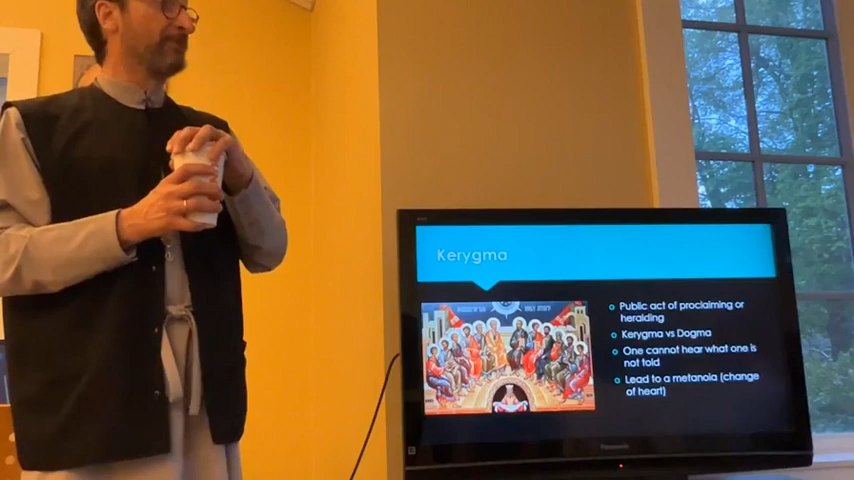 Kerygma
Public act of proclaiming or
heralding
Kerygma vs Dogma
One cannot hear what one is
not told
Lead to a metanoia (change
of heart)
Panasonic